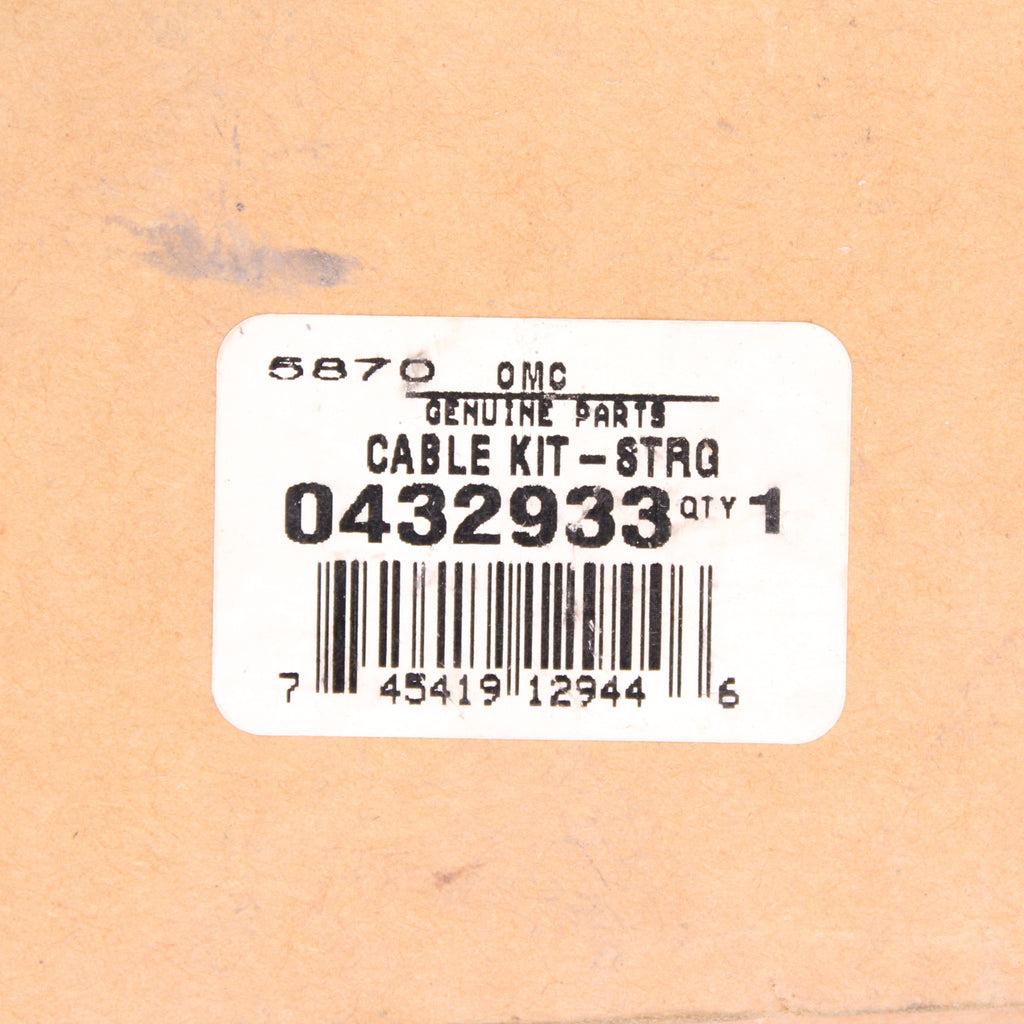 5870 OMC
GENUINE PARTS
CABLE KIT-STRG
0432933 QTY 1
7 45419 12944 6